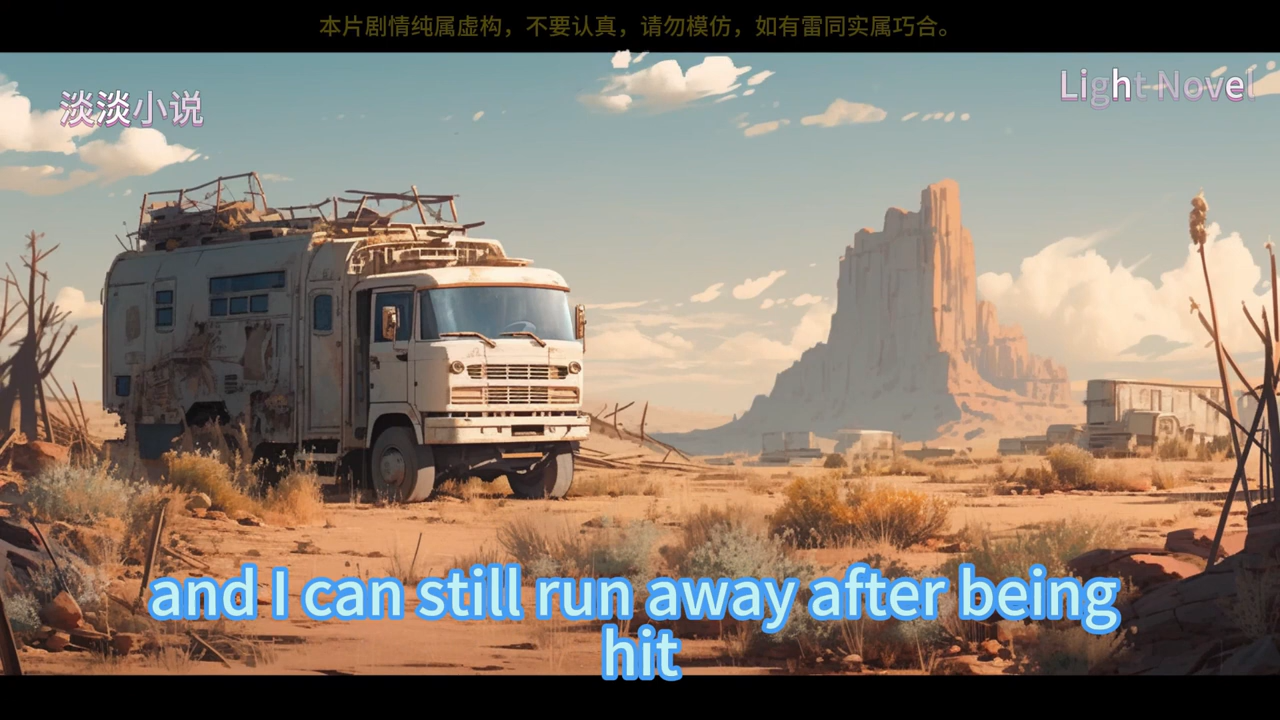 本片剧情纯属虚构，不要认真，请勿模仿，如有雷同实属巧合。
淡淡小说
Light Novel
and I can still run away after being
hit